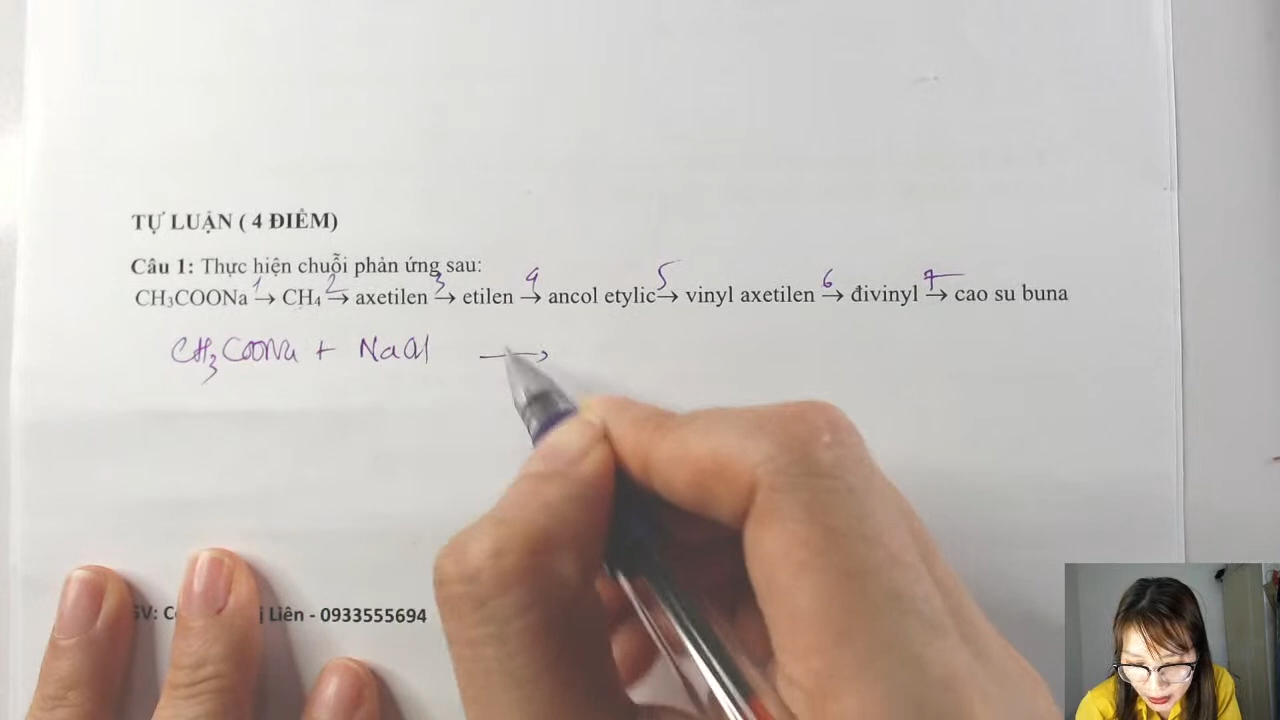 TỰ LUẬN ( 4 ĐIỂM)
Câu 1: Thực hiện chuỗi phản ứng sau:
1 2 3 4 5 6 7
CH₃COONa → CH₄ → axetilen → etilen → ancol etylic→ vinyl axetilen → đivinyl → cao su buna
CH₃COONa + →
Liên - 0933555694